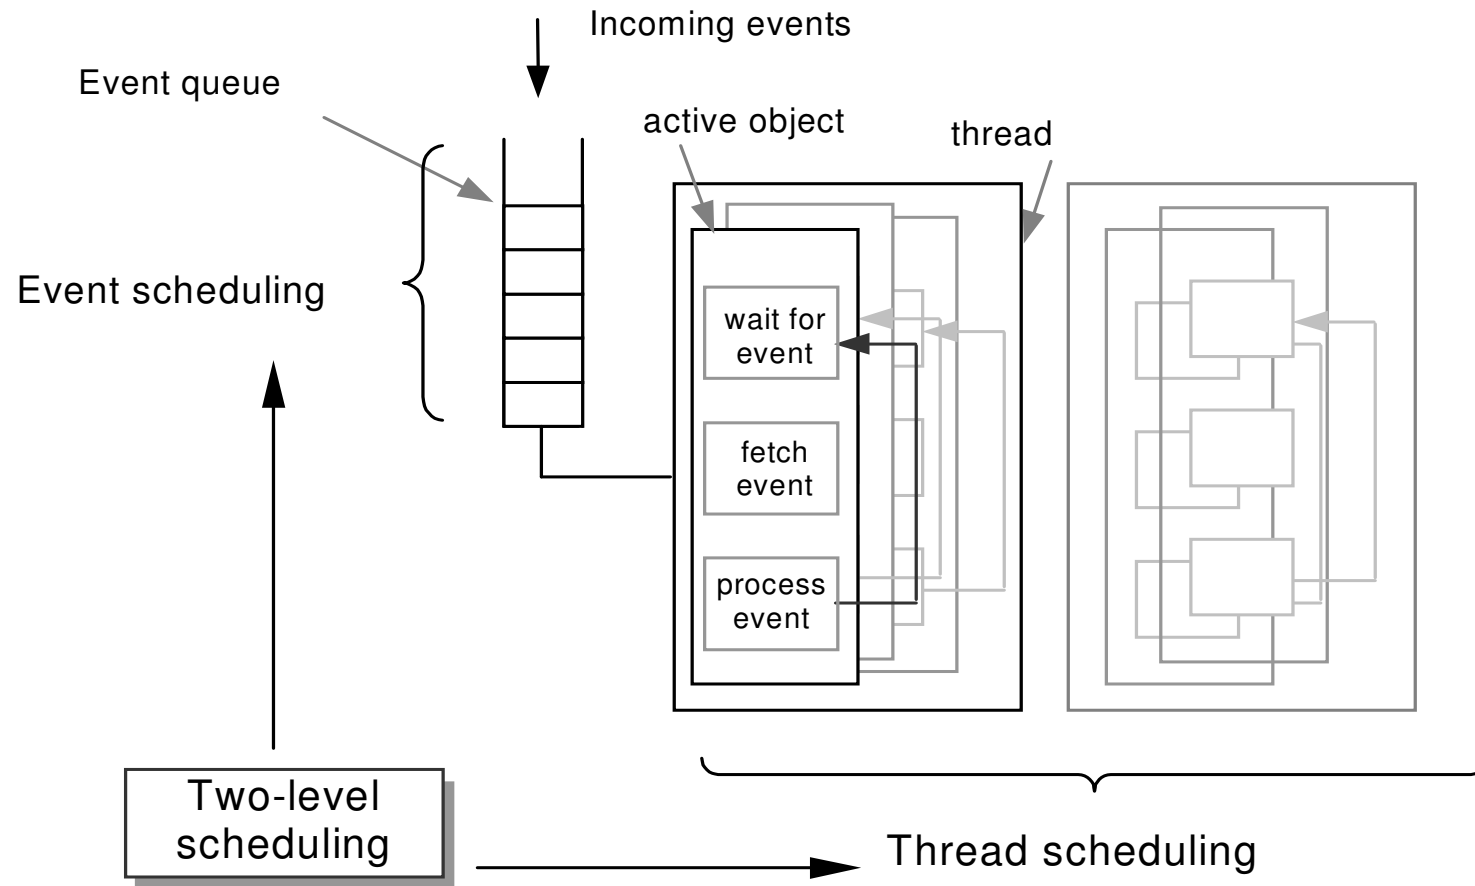 Incoming events
Event queue
active object
thread
Event scheduling
wait for
event
fetch
event
process
event
Two-level
scheduling
Thread scheduling